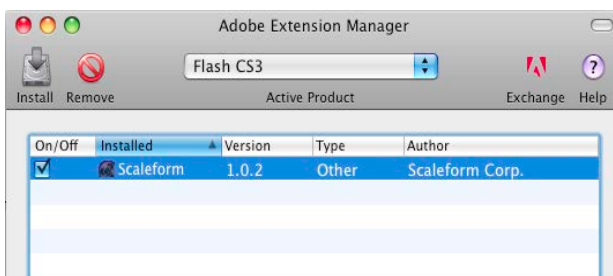 Adobe Extension Manager
Flash CS3
Install Remove Active Product Exchange Help
On/Off Installed Version Type Author
Scaleform 1.0.2 Other Scaleform Corp.